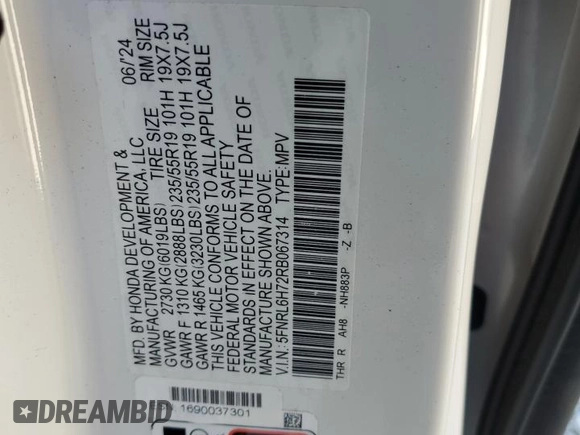 MFD. BY HONDA DEVELOPMENT & 06/'24
MANUFACTURING OF AMERICA, LLC TIRE SIZE RIM SIZE
GVWR 2730 KG(6019LBS)
GAWR F 1310 KG(2888LBS) 235/55R19 101H 19X7.5J
GAWR R 1465 KG(3230LBS) 235/55R19 101H 19X7.5J
THIS VEHICLE CONFORMS TO ALL APPLICABLE
FEDERAL MOTOR VEHICLE SAFETY
STANDARDS IN EFFECT ON THE DATE OF
MANUFACTURE SHOWN ABOVE.
V.I.N.: 5FNRL6H72RB067314 TYPE:MPV
THR R AH8 -NH883P -Z -B
1690037301
DREAMBID